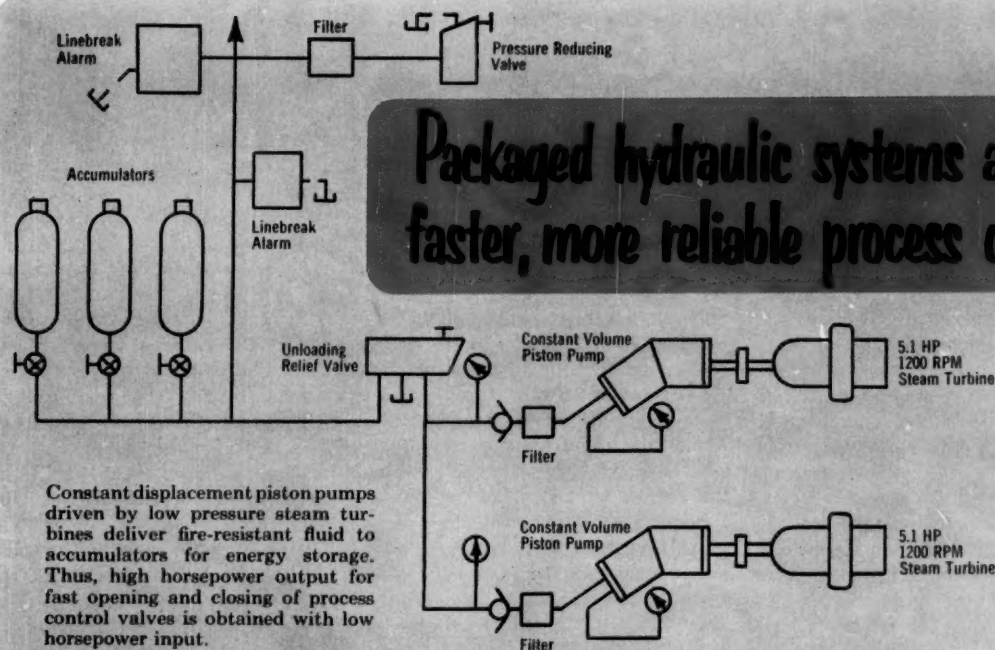 Linebreak
Alarm
Filter
Pressure Reducing
Valve
Packaged hydraulic systems a
faster, more reliable process
Accumulators
Linebreak
Alarm
Unloading
Relief Valve
Constant Volume
Piston Pump
5.1 HP
1200 RPM
Steam Turbine
Filter
Constant displacement piston pumps
driven by low pressure steam tur-
bines deliver fire-resistant fluid to
accumulators for energy storage.
Thus, high horsepower output for
fast opening and closing of process
control valves is obtained with low
horsepower input.
Constant Volume
Piston Pump
5.1 HP
1200 RPM
Steam Turbine
Filter